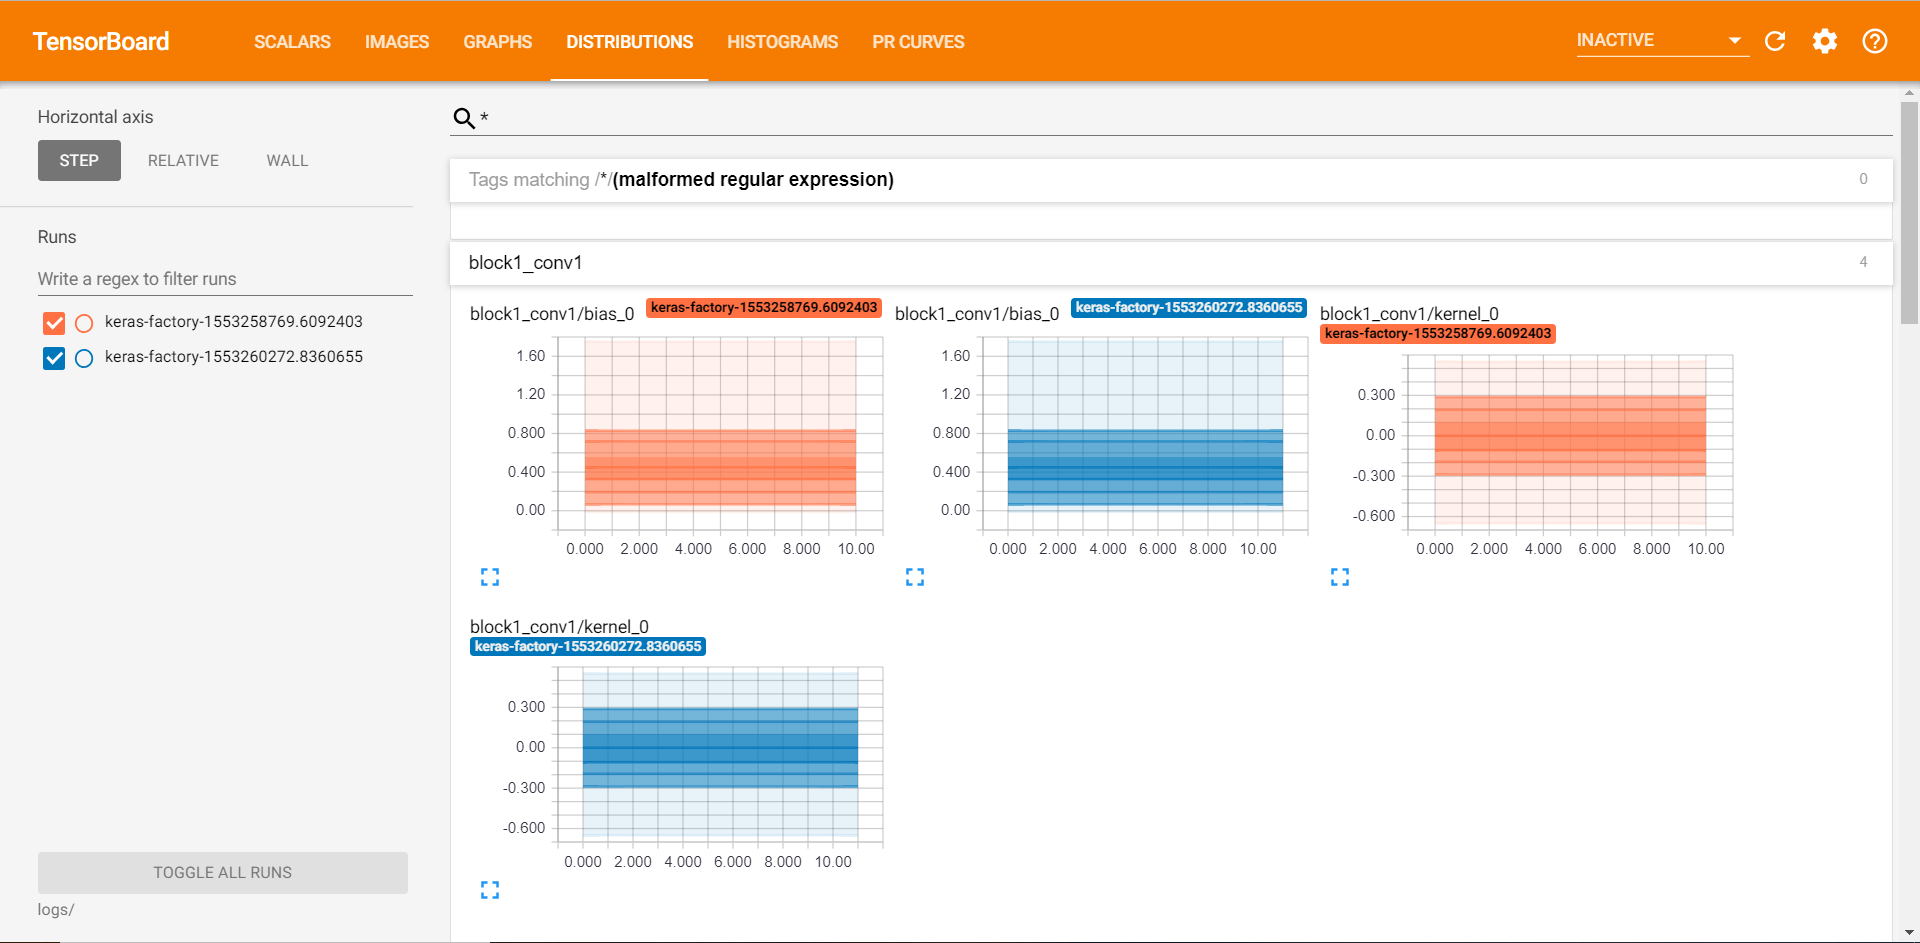 TensorBoard SCALARS IMAGES GRAPHS DISTRIBUTIONS HISTOGRAMS PR CURVES INACTIVE
Horizontal axis
STEP RELATIVE WALL
Runs
Write a regex to filter runs
keras-factory-1553258769.6092403
keras-factory-1553260272.8360655
TOGGLE ALL RUNS
logs/
*
Tags matching /*/(malformed regular expression) 0
block1_conv1 4
block1_conv1/bias_0 keras-factory-1553258769.6092403
1.60
1.20
0.800
0.400
0.00
0.000 2.000 4.000 6.000 8.000 10.00
block1_conv1/bias_0 keras-factory-1553260272.8360655
1.60
1.20
0.800
0.400
0.00
0.000 2.000 4.000 6.000 8.000 10.00
block1_conv1/kernel_0
keras-factory-1553258769.6092403
0.300
0.00
-0.300
-0.600
0.000 2.000 4.000 6.000 8.000 10.00
block1_conv1/kernel_0
keras-factory-1553260272.8360655
0.300
0.00
-0.300
-0.600
0.000 2.000 4.000 6.000 8.000 10.00